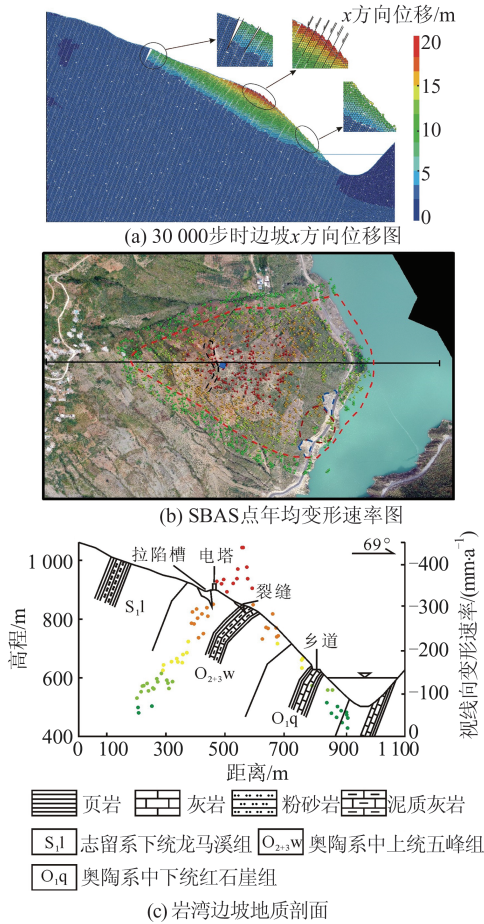 x方向位移/m
20
15
10
5
0
(a) 30 000步时边坡x方向位移图
(b) SBAS点年均变形速率图
69°
1 000
800
600
400
高程/m
拉陷槽
电塔
裂缝
乡道
S₁l
O₂₊₃w
O₁q
−400
−300
−200
−100
0
视线向变形速率/(mm·a⁻¹)
0 100 300 500 700 900 1 100
距离/m
页岩 灰岩 粉砂岩 泥质灰岩
S₁l 志留系下统龙马溪组 O₂₊₃w 奥陶系中上统五峰组
O₁q 奥陶系中下统红石崖组
(c) 岩湾边坡地质剖面